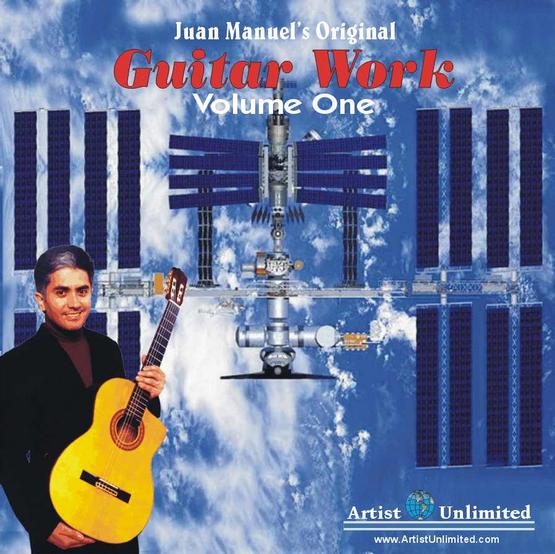 Juan Manuel's Original
Guitar Work
Volume One
Artist Unlimited
www.ArtistUnlimited.com